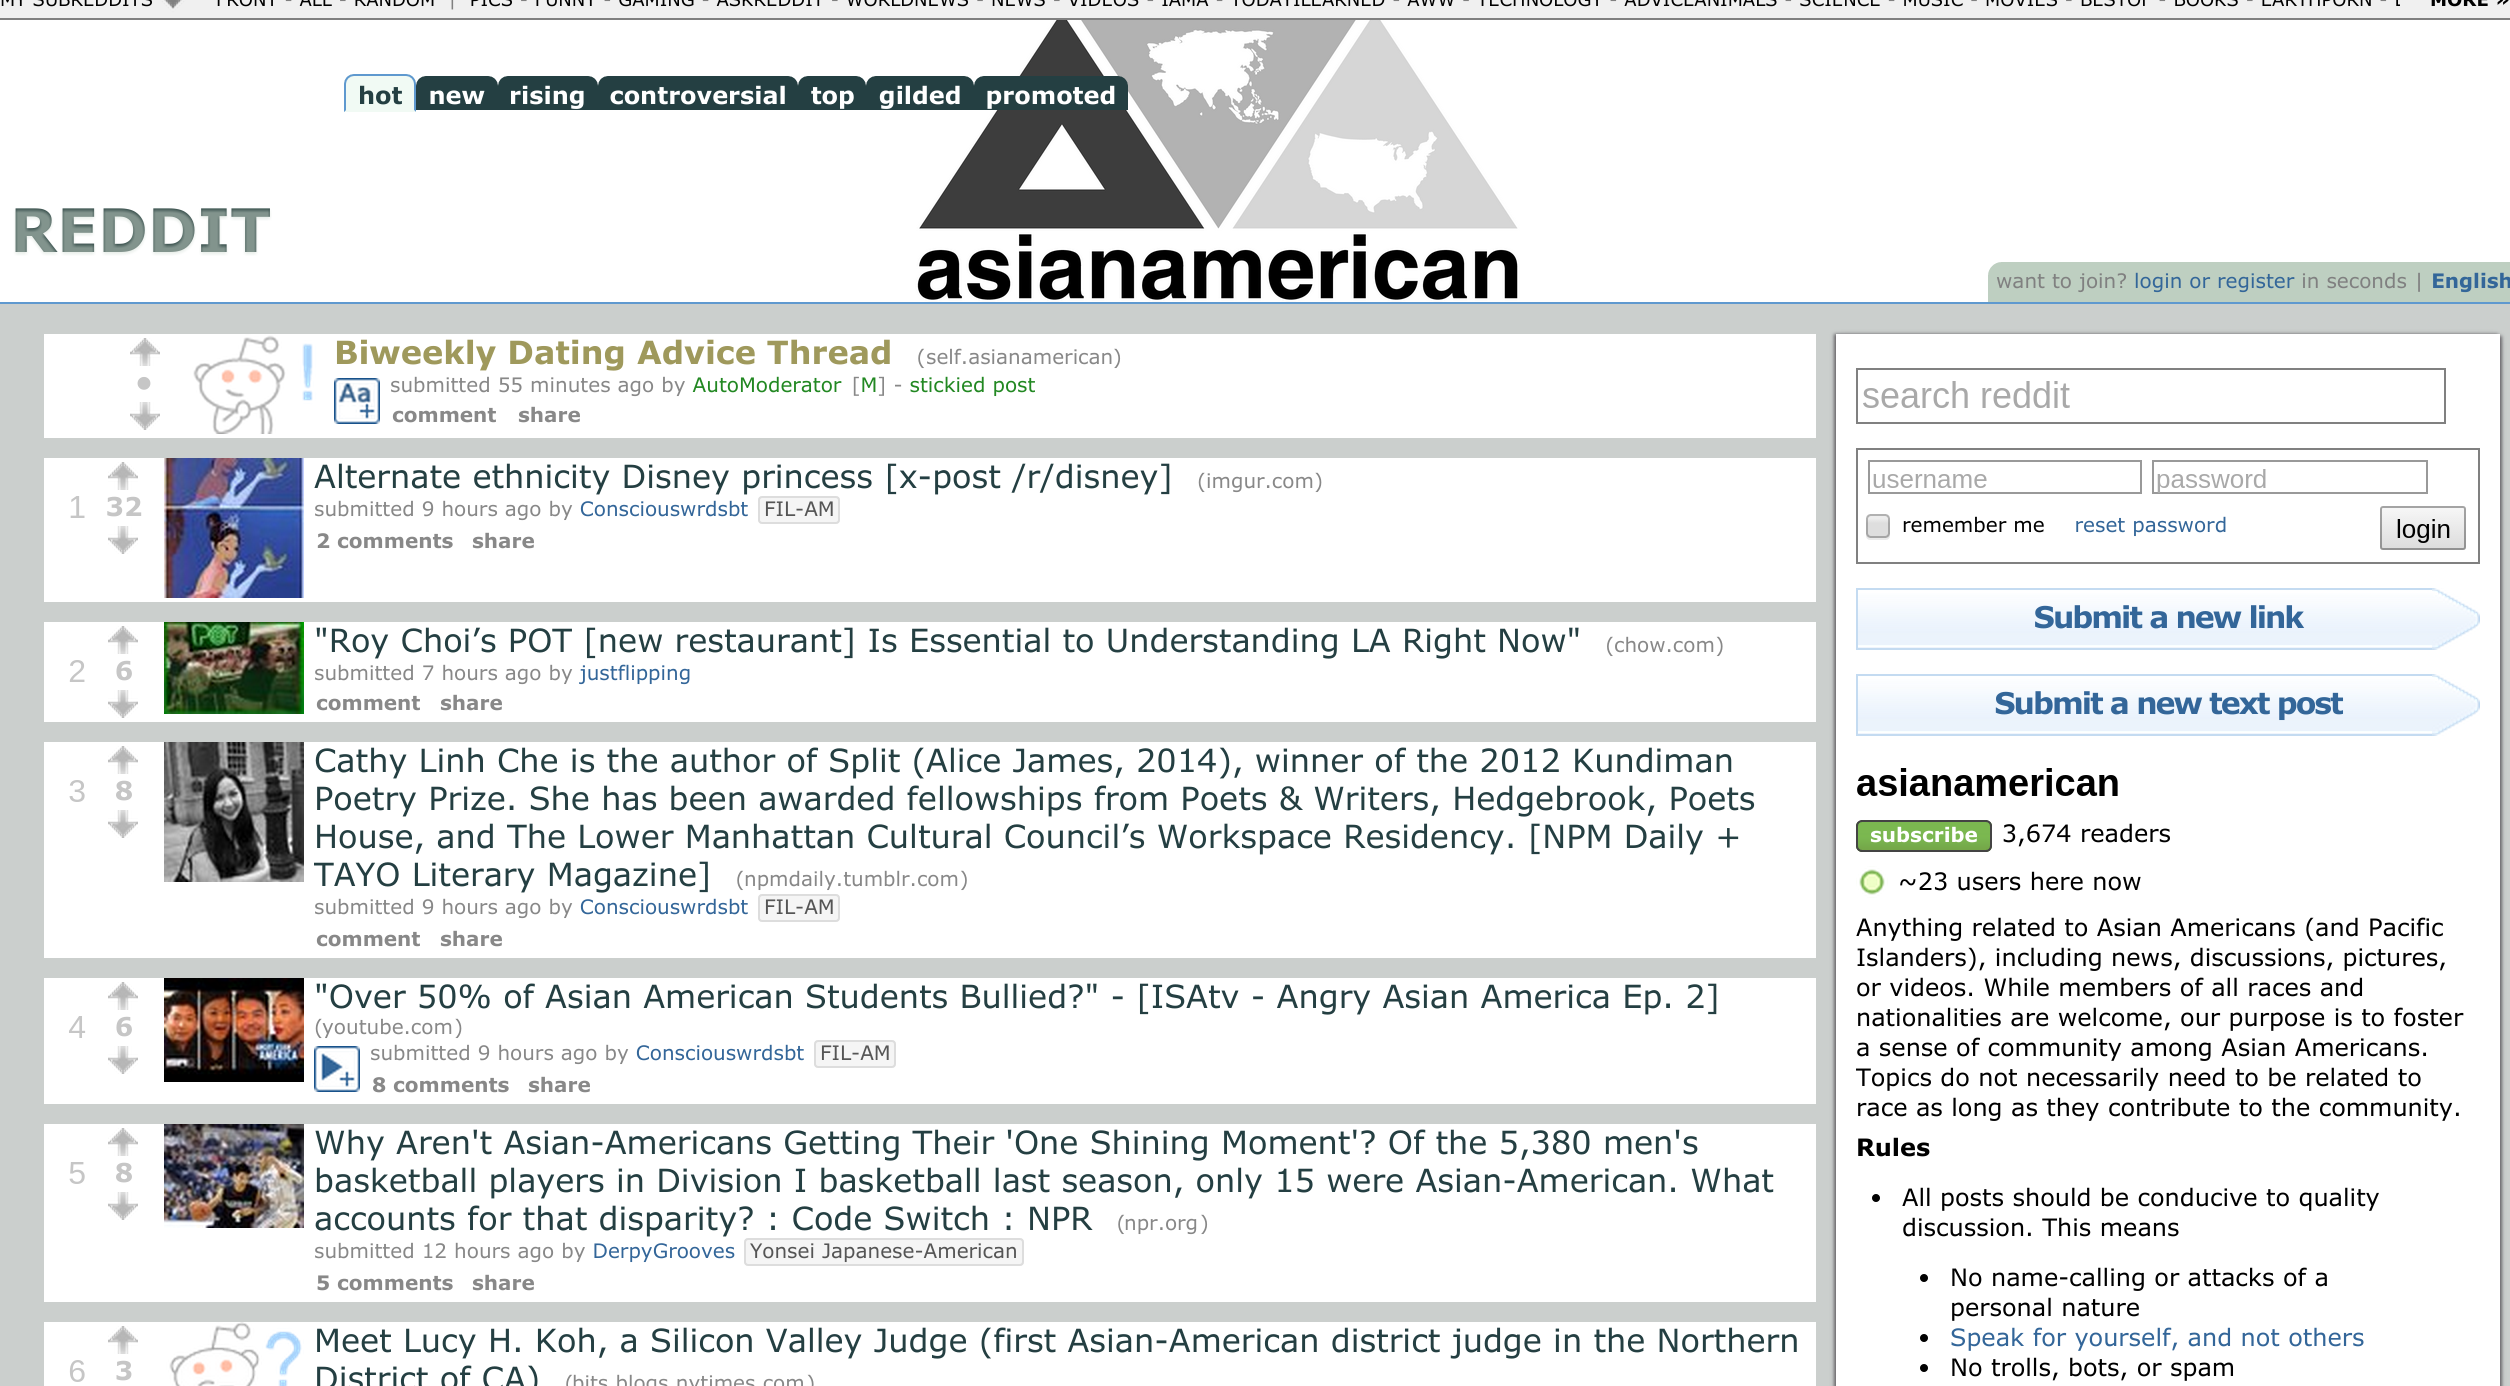 MY SUBREDDITS FRONT - ALL - RANDOM | PICS - FUNNY - GAMING - ASKREDDIT - WORLDNEWS - NEWS - VIDEOS - IAMA - TODAYILEARNED - AWW - TECHNOLOGY - ADVICEANIMALS - SCIENCE - MUSIC - MOVIES - BESTOF - BOOKS - EARTHPORN - MORE »
hot new rising controversial top gilded promoted
REDDIT
asianamerican
want to join? login or register in seconds | English
Biweekly Dating Advice Thread (self.asianamerican)
Aa+
submitted 55 minutes ago by AutoModerator [M] - stickied post
comment share
1
32
Alternate ethnicity Disney princess [x-post /r/disney] (imgur.com)
submitted 9 hours ago by Consciouswrdsbt FIL-AM
2 comments share
2
6
POT
"Roy Choi’s POT [new restaurant] Is Essential to Understanding LA Right Now" (chow.com)
submitted 7 hours ago by justflipping
comment share
3
8
Cathy Linh Che is the author of Split (Alice James, 2014), winner of the 2012 Kundiman
Poetry Prize. She has been awarded fellowships from Poets & Writers, Hedgebrook, Poets
House, and The Lower Manhattan Cultural Council’s Workspace Residency. [NPM Daily +
TAYO Literary Magazine] (npmdaily.tumblr.com)
submitted 9 hours ago by Consciouswrdsbt FIL-AM
comment share
4
6
"Over 50% of Asian American Students Bullied?" - [ISAtv - Angry Asian America Ep. 2]
(youtube.com)
submitted 9 hours ago by Consciouswrdsbt FIL-AM
8 comments share
5
8
Why Aren't Asian-Americans Getting Their 'One Shining Moment'? Of the 5,380 men's
basketball players in Division I basketball last season, only 15 were Asian-American. What
accounts for that disparity? : Code Switch : NPR (npr.org)
submitted 12 hours ago by DerpyGrooves Yonsei Japanese-American
5 comments share
6
3
Meet Lucy H. Koh, a Silicon Valley Judge (first Asian-American district judge in the Northern
District of CA) (bits.blogs.nytimes.com)
search reddit
username password
remember me reset password login
Submit a new link
Submit a new text post
asianamerican
subscribe 3,674 readers
~23 users here now
Anything related to Asian Americans (and Pacific
Islanders), including news, discussions, pictures,
or videos. While members of all races and
nationalities are welcome, our purpose is to foster
a sense of community among Asian Americans.
Topics do not necessarily need to be related to
race as long as they contribute to the community.
Rules
• All posts should be conducive to quality
discussion. This means
• No name-calling or attacks of a
personal nature
• Speak for yourself, and not others
• No trolls, bots, or spam